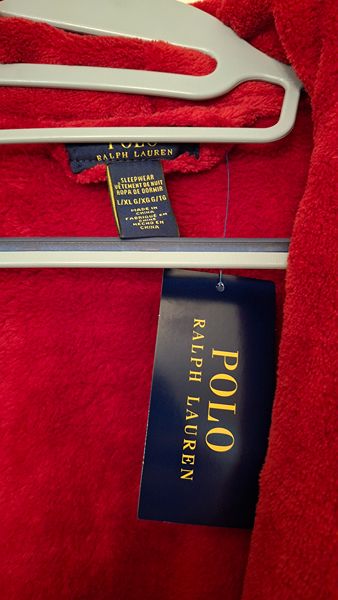 POLO
RALPH LAUREN
SLEEPWEAR
VÊTEMENT DE NUIT
ROPA DE DORMIR
L/XL G/XG G/TG
MADE IN
CHINA
FABRIQUÉ EN
CHINE
HECHO EN
CHINA
POLO
RALPH LAUREN